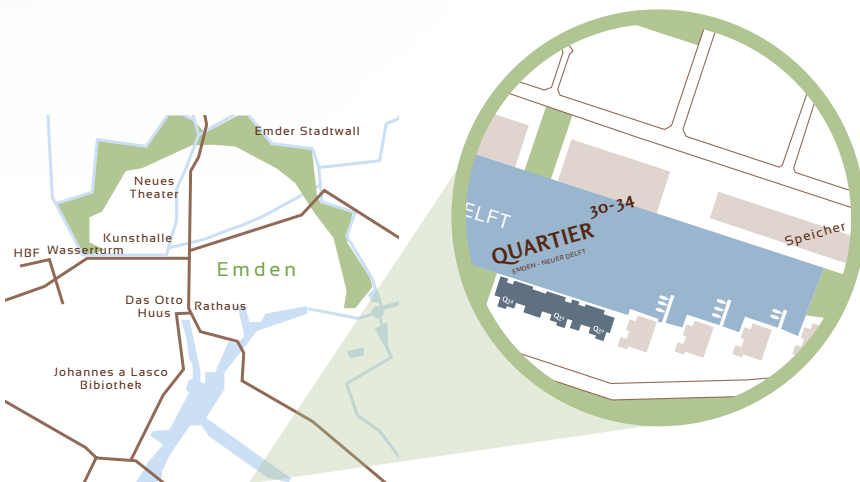 Emder Stadtwall
Neues
Theater
Kunsthalle
HBF
Wasserturm
Emden
Das Otto
Huus
Rathaus
Johannes a Lasco
Bibiothek
ELFT
QUARTIER
30-34
EMDEN - NEUER DELFT
Speicher